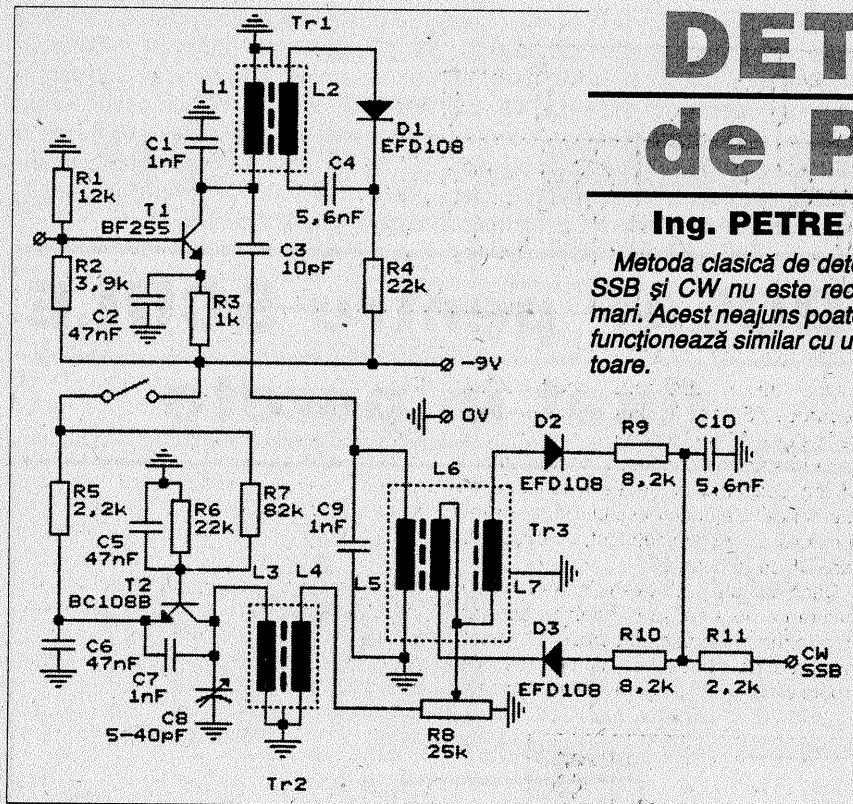 DET
de P
Ing. PETRE
Metoda clasică de dete
SSB și CW nu este rec
mari. Acest neajuns poate
funcționează similar cu u
toare.
Tr1
L1
L2
C1
1nF
D1
EFD108
C4
5,6nF
R1
12k
T1
BF255
C3
10pF
R2
3,9k
R3
1k
R4
22k
C2
47nF
-9V
0V
D2
EFD108
R9
8,2k
C10
5,6nF
L6
R5
2,2k
R6
22k
R7
82k
C9
1nF
Tr3
C5
47nF
L5
L7
T2
BC108B
L3
L4
D3
EFD108
R10
8,2k
R11
2,2k
CW
SSB
C6
47nF
C7
1nF
C8
5-40pF
R8
25k
Tr2